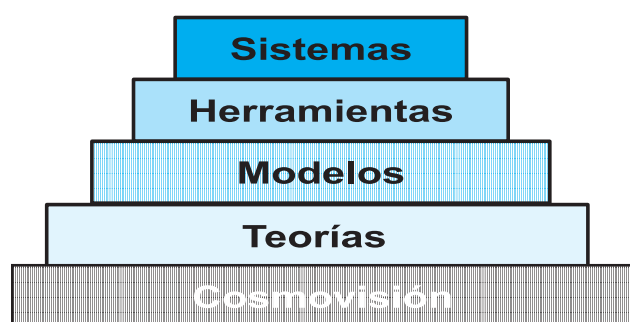 Sistemas
Herramientas
Modelos
Teorías
Cosmovisión